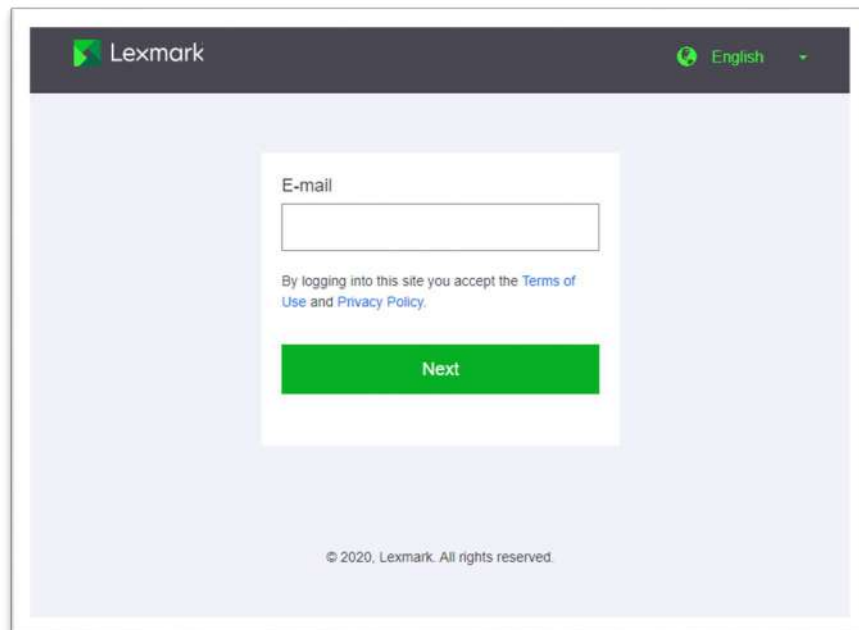 Lexmark
English
E-mail
By logging into this site you accept the Terms of
Use and Privacy Policy.
Next
© 2020, Lexmark. All rights reserved.